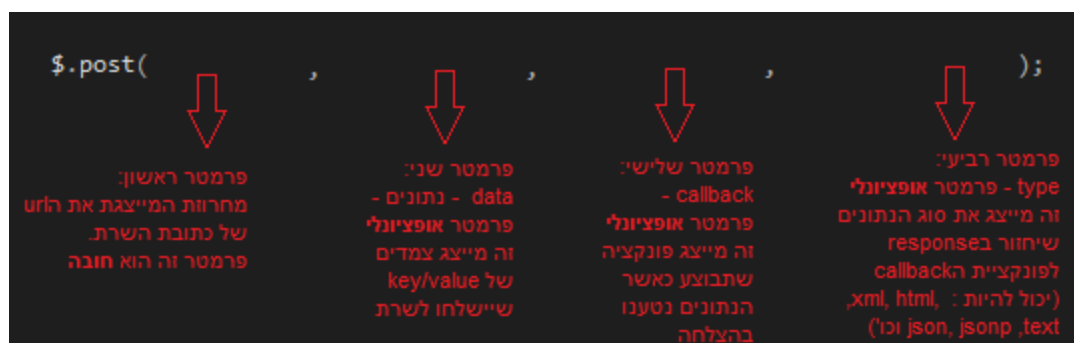 $.post( , , , );
פרמטר ראשון:
מחרוזת המייצגת את הurl
של כתובת השרת.
פרמטר זה הוא חובה
פרמטר שני:
data - נתונים -
פרמטר אופציונלי
זה מייצג צמדים
של key/value
שיישלחו לשרת
פרמטר שלישי:
callback -
פרמטר אופציונלי
זה מייצג פונקציה
שתבוצע כאשר
הנתונים נטענו
בהצלחה
פרמטר רביעי:
type - פרמטר אופציונלי
זה מייצג את סוג הנתונים
שיחזור בresponse
לפונקציית הcallback
(יכול להיות : xml, html,
json, jsonp ,text וכו')